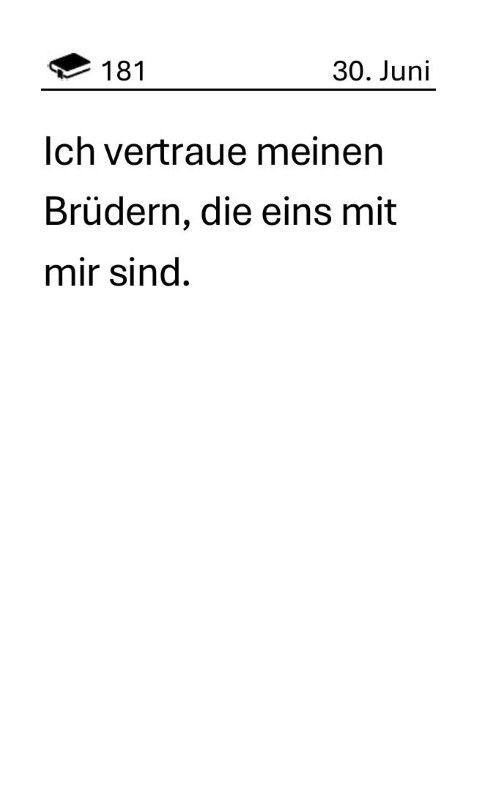 181 30. Juni
Ich vertraue meinen
Brüdern, die eins mit
mir sind.